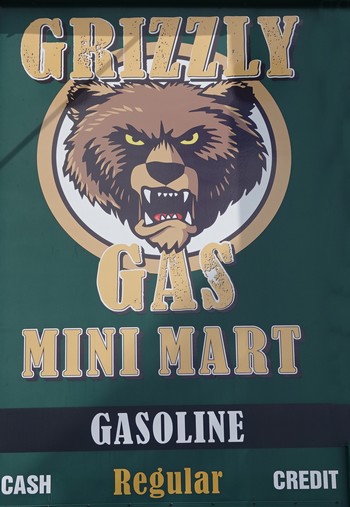 GRIZZLY
GAS
MINI MART
GASOLINE
CASH Regular CREDIT